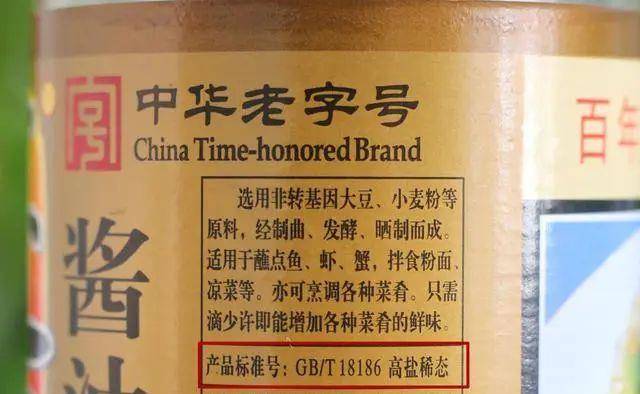 中华老字号
China Time-honored Brand
酱油
选用非转基因大豆、小麦粉等
原料，经制曲、发酵、晒制而成。
适用于蘸点鱼、虾、蟹，拌食粉面、
凉菜等。亦可烹调各种菜肴。只需
滴少许即能增加各种菜肴的鲜味。
产品标准号：GB/T 18186 高盐稀态
百年